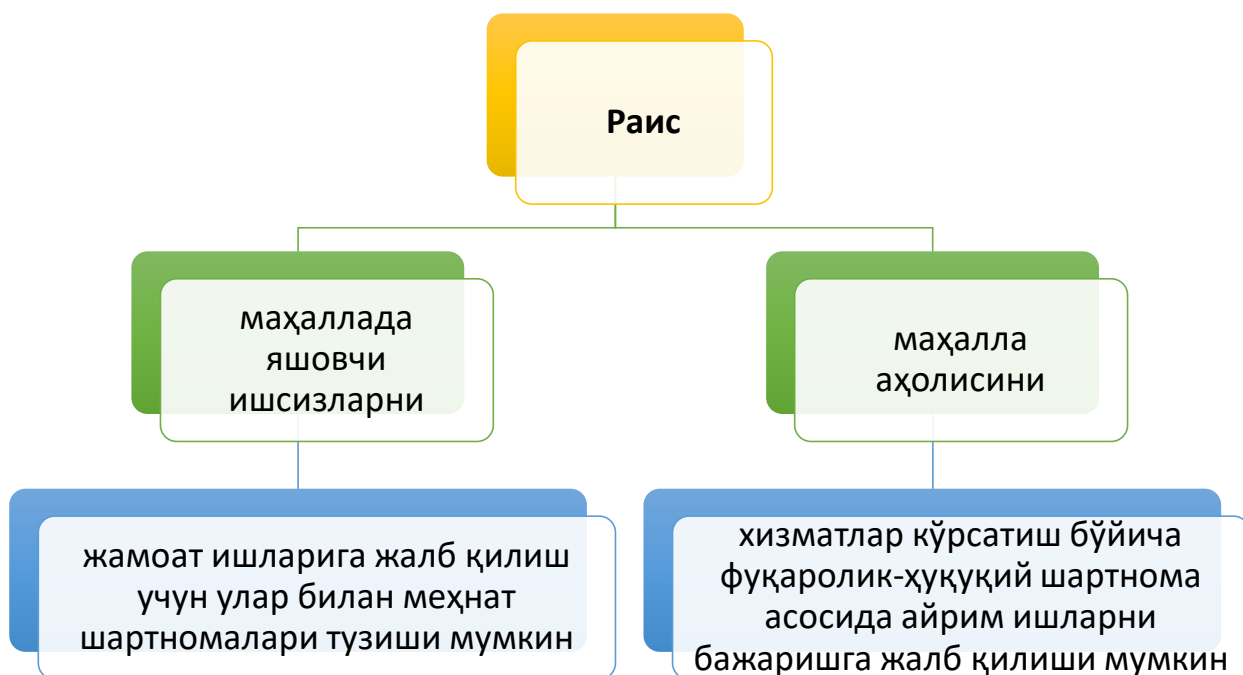 Раис
маҳаллада
яшовчи
ишсизларни
маҳалла
аҳолисини
жамоат ишларига жалб қилиш
учун улар билан меҳнат
шартномалари тузиши мумкин
хизматлар кўрсатиш бўйича
фуқаролик-ҳуқуқий шартнома
асосида айрим ишларни
бажаришга жалб қилиши мумкин